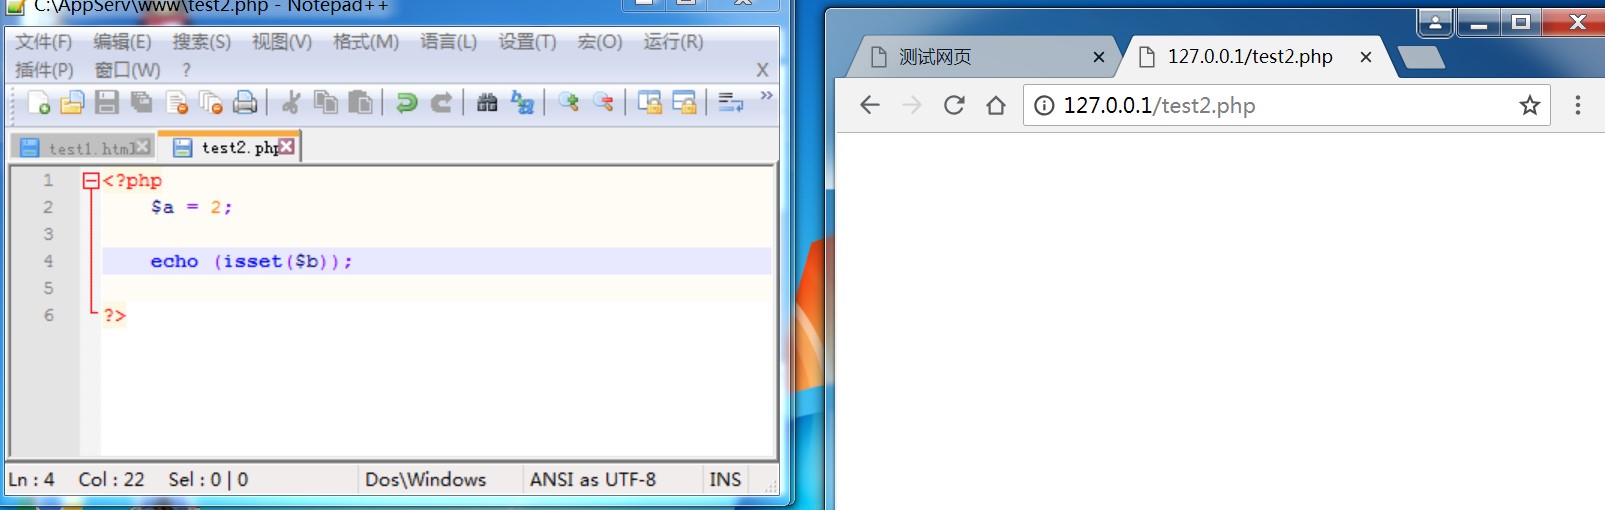 C:\AppServ\www\test2.php - Notepad++
文件(F) 编辑(E) 搜索(S) 视图(V) 格式(M) 语言(L) 设置(T) 宏(O) 运行(R)
插件(P) 窗口(W) ? X
test1.html test2.php
1 <?php
2 $a = 2;
3
4 echo (isset($b));
5
6 ?>
Ln : 4 Col : 22 Sel : 0 | 0 Dos\Windows ANSI as UTF-8 INS
测试网页 127.0.0.1/test2.php
127.0.0.1/test2.php